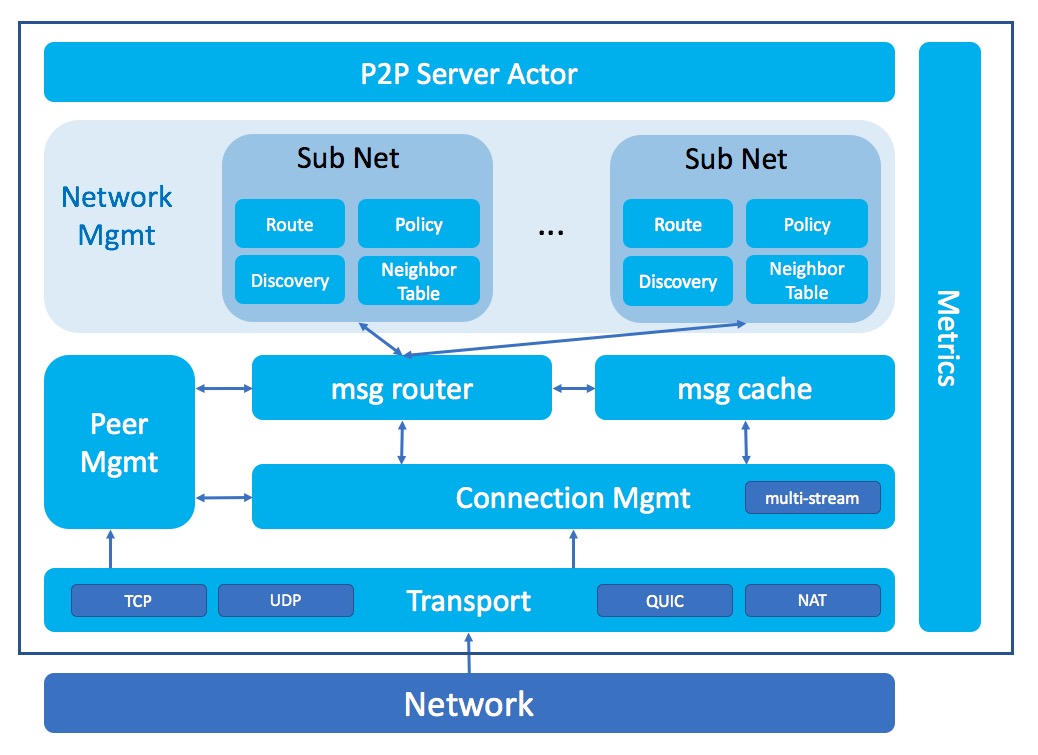 P2P Server Actor
Network
Mgmt
Sub Net
Route
Policy
Discovery
Neighbor
Table
...
Sub Net
Route
Policy
Discovery
Neighbor
Table
Metrics
Peer
Mgmt
msg router
msg cache
Connection Mgmt
multi-stream
TCP
UDP
Transport
QUIC
NAT
Network